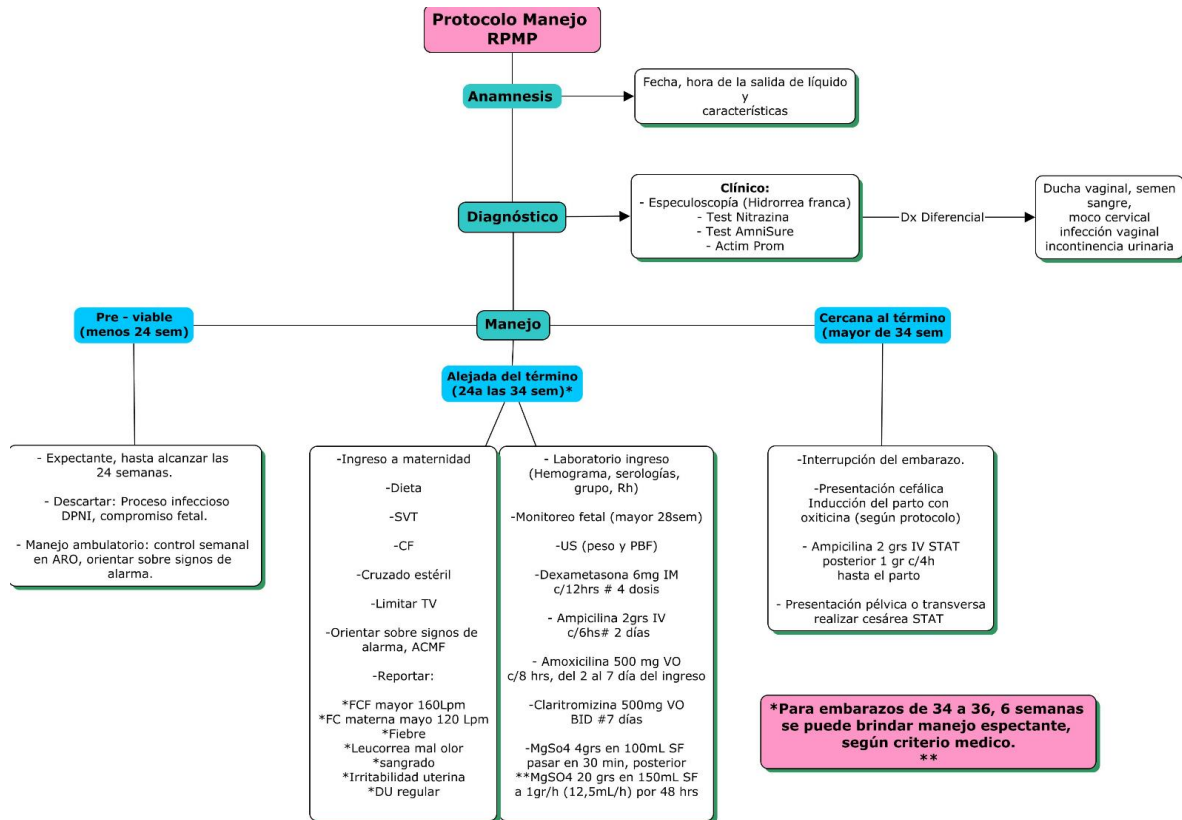 Protocolo Manejo
RPMP
Anamnesis
Fecha, hora de la salida de líquido
y
características
Diagnóstico
Clínico:
- Especuloscopía (Hidrorrea franca)
- Test Nitrazina
- Test AmniSure
- Actim Prom
Dx Diferencial
Ducha vaginal, semen
sangre,
moco cervical
infección vaginal
incontinencia urinaria
Manejo
Pre - viable
(menos 24 sem)
- Expectante, hasta alcanzar las
24 semanas.
- Descartar: Proceso infeccioso
DPNI, compromiso fetal.
- Manejo ambulatorio: control semanal
en ARO, orientar sobre signos de
alarma.
Alejada del término
(24a las 34 sem)*
-Ingreso a maternidad
-Dieta
-SVT
-CF
-Cruzado estéril
-Limitar TV
-Orientar sobre signos de
alarma, ACMF
-Reportar:
*FCF mayor 160Lpm
*FC materna mayo 120 Lpm
*Fiebre
*Leucorrea mal olor
*sangrado
*Irritabilidad uterina
*DU regular
- Laboratorio ingreso
(Hemograma, serologías,
grupo, Rh)
-Monitoreo fetal (mayor 28sem)
-US (peso y PBF)
-Dexametasona 6mg IM
c/12hrs # 4 dosis
- Ampicilina 2grs IV
c/6hs# 2 días
- Amoxicilina 500 mg VO
c/8 hrs, del 2 al 7 día del ingreso
-Claritromizina 500mg VO
BID #7 días
-MgSo4 4grs en 100mL SF
pasar en 30 min, posterior
**MgSO4 20 grs en 150mL SF
a 1gr/h (12,5mL/h) por 48 hrs
Cercana al término
(mayor de 34 sem
-Interrupción del embarazo.
-Presentación cefálica
Inducción del parto con
oxiticina (según protocolo)
- Ampicilina 2 grs IV STAT
posterior 1 gr c/4h
hasta el parto
- Presentación pélvica o transversa
realizar cesárea STAT
*Para embarazos de 34 a 36, 6 semanas
se puede brindar manejo espectante,
según criterio medico.
**